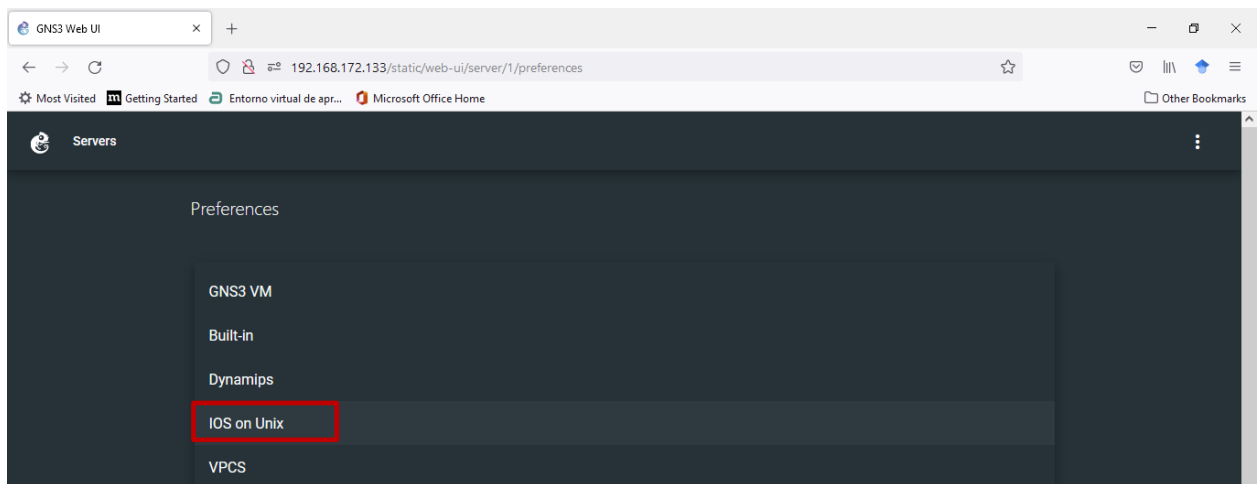 GNS3 Web UI
192.168.172.133/static/web-ui/server/1/preferences
Most Visited m Getting Started Entorno virtual de apr... Microsoft Office Home Other Bookmarks
Servers
Preferences
GNS3 VM
Built-in
Dynamips
IOS on Unix
VPCS